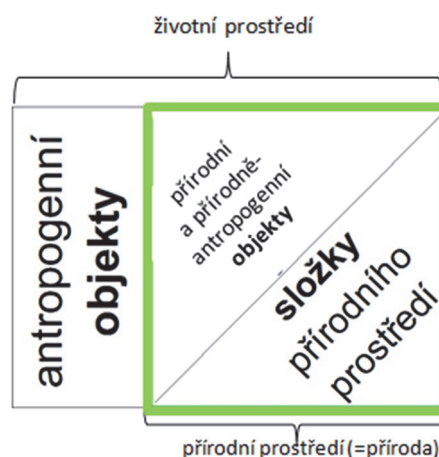 životní prostředí
antropogenní
objekty
přírodní
a přírodně-
antropogenní
objekty
složky
přírodního
prostředí
přírodní prostředí (=příroda)